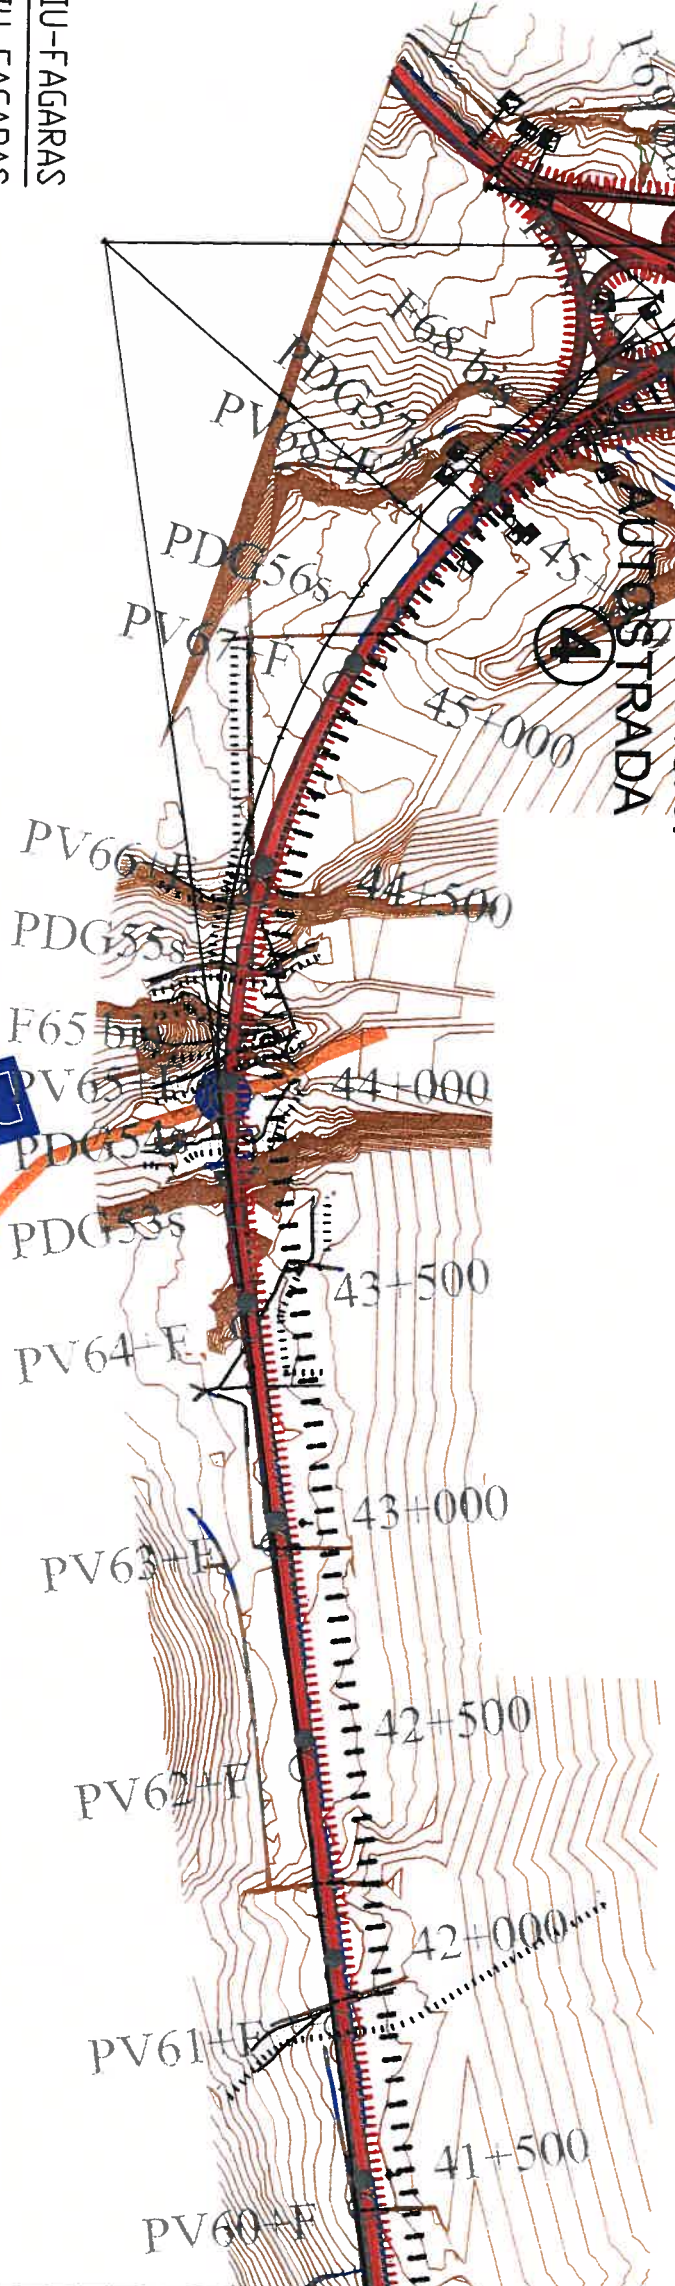 IU-FAGARAS
F68 bis
PDG57s
PV68+F
AUTOSTRADA
4
PDG56s
PV67+F
45+000
PV66+F
44+500
PDG55s
F65 bis
PV65+F
44+000
PDG54s
PDG53s
43+500
PV64+F
43+000
PV63+F
42+500
PV62+F
42+000
PV61+F
41+500
PV60+F